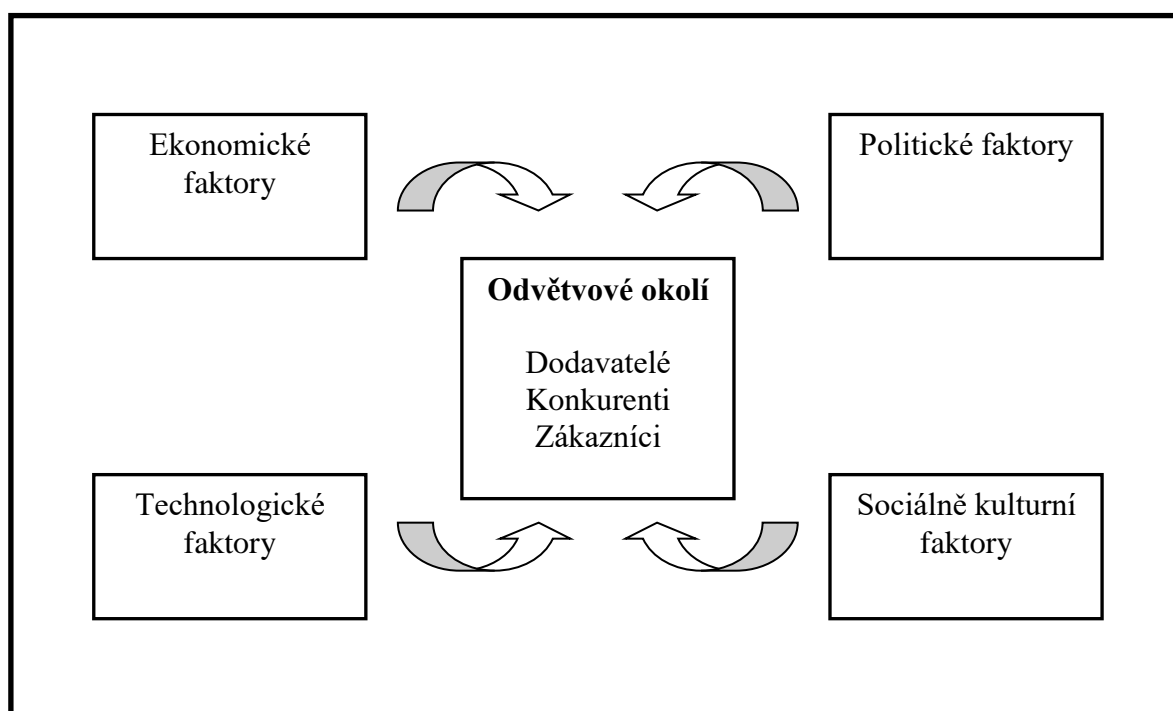 Ekonomické
faktory
Politické faktory
Odvětvové okolí
Dodavatelé
Konkurenti
Zákazníci
Technologické
faktory
Sociálně kulturní
faktory